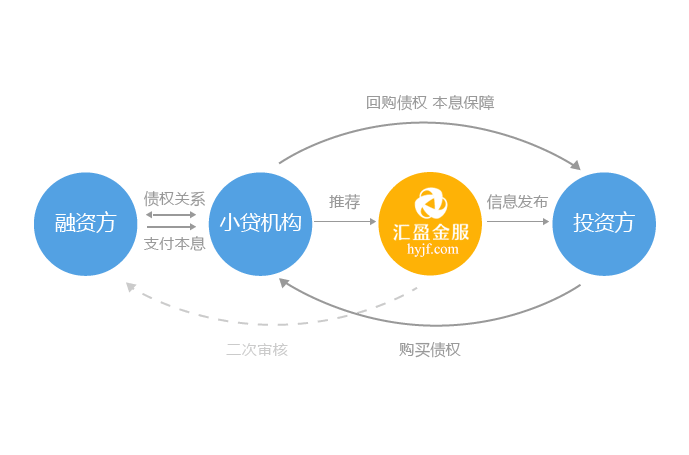 回购债权 本息保障
融资方
债权关系
支付本息
小贷机构
推荐
汇盈金服
hyjf.com
信息发布
投资方
二次审核
购买债权